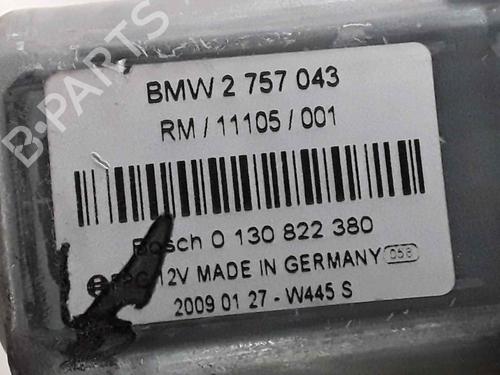 BMW 2 757 043
RM / 11105 / 001
Bosch 0 130 822 380
12V MADE IN GERMANY 058
2009 01 27 - W445 S
B-PARTS